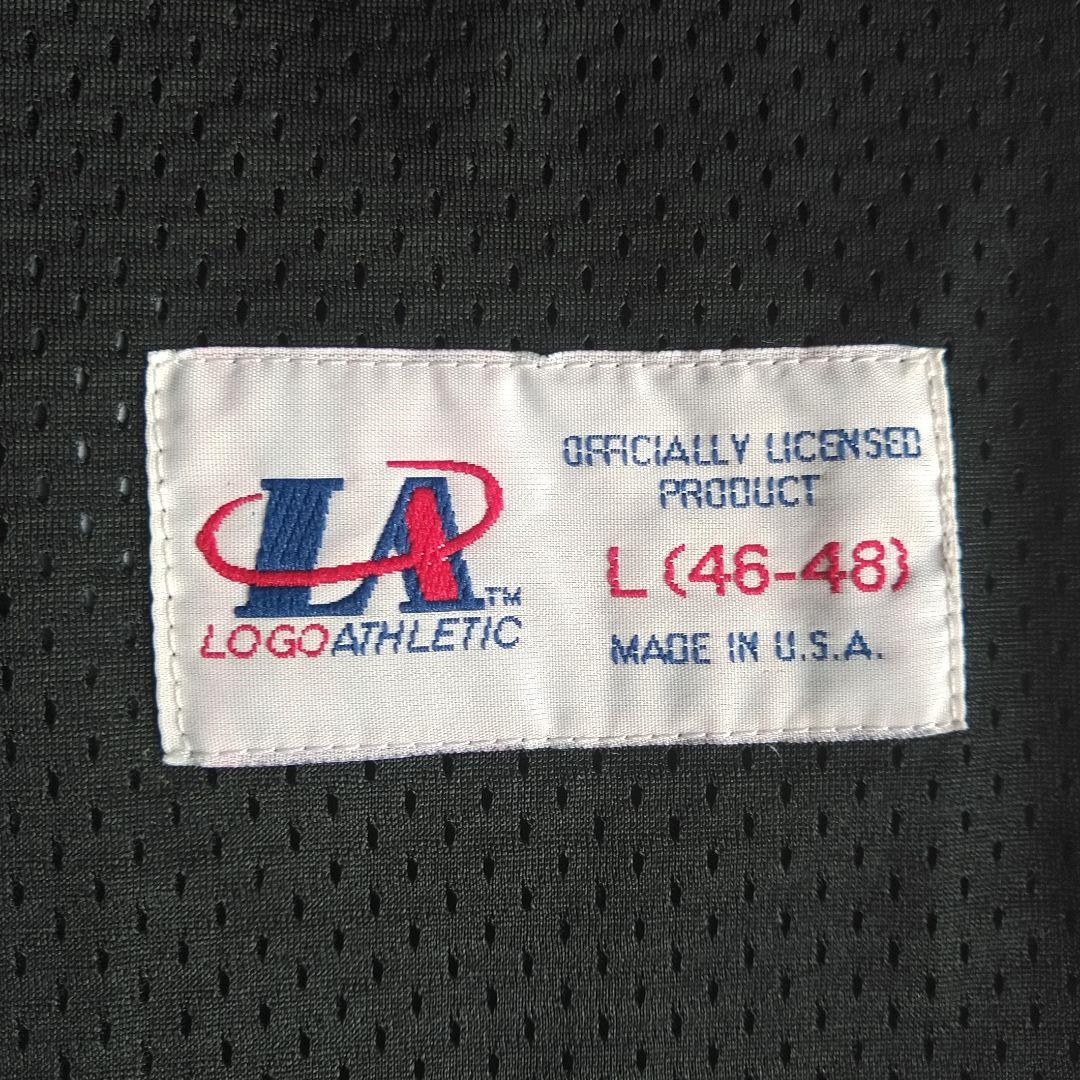 LA™
LOGOATHLETIC
OFFICIALLY LICENSED
PRODUCT
L (46-48)
MADE IN U.S.A.